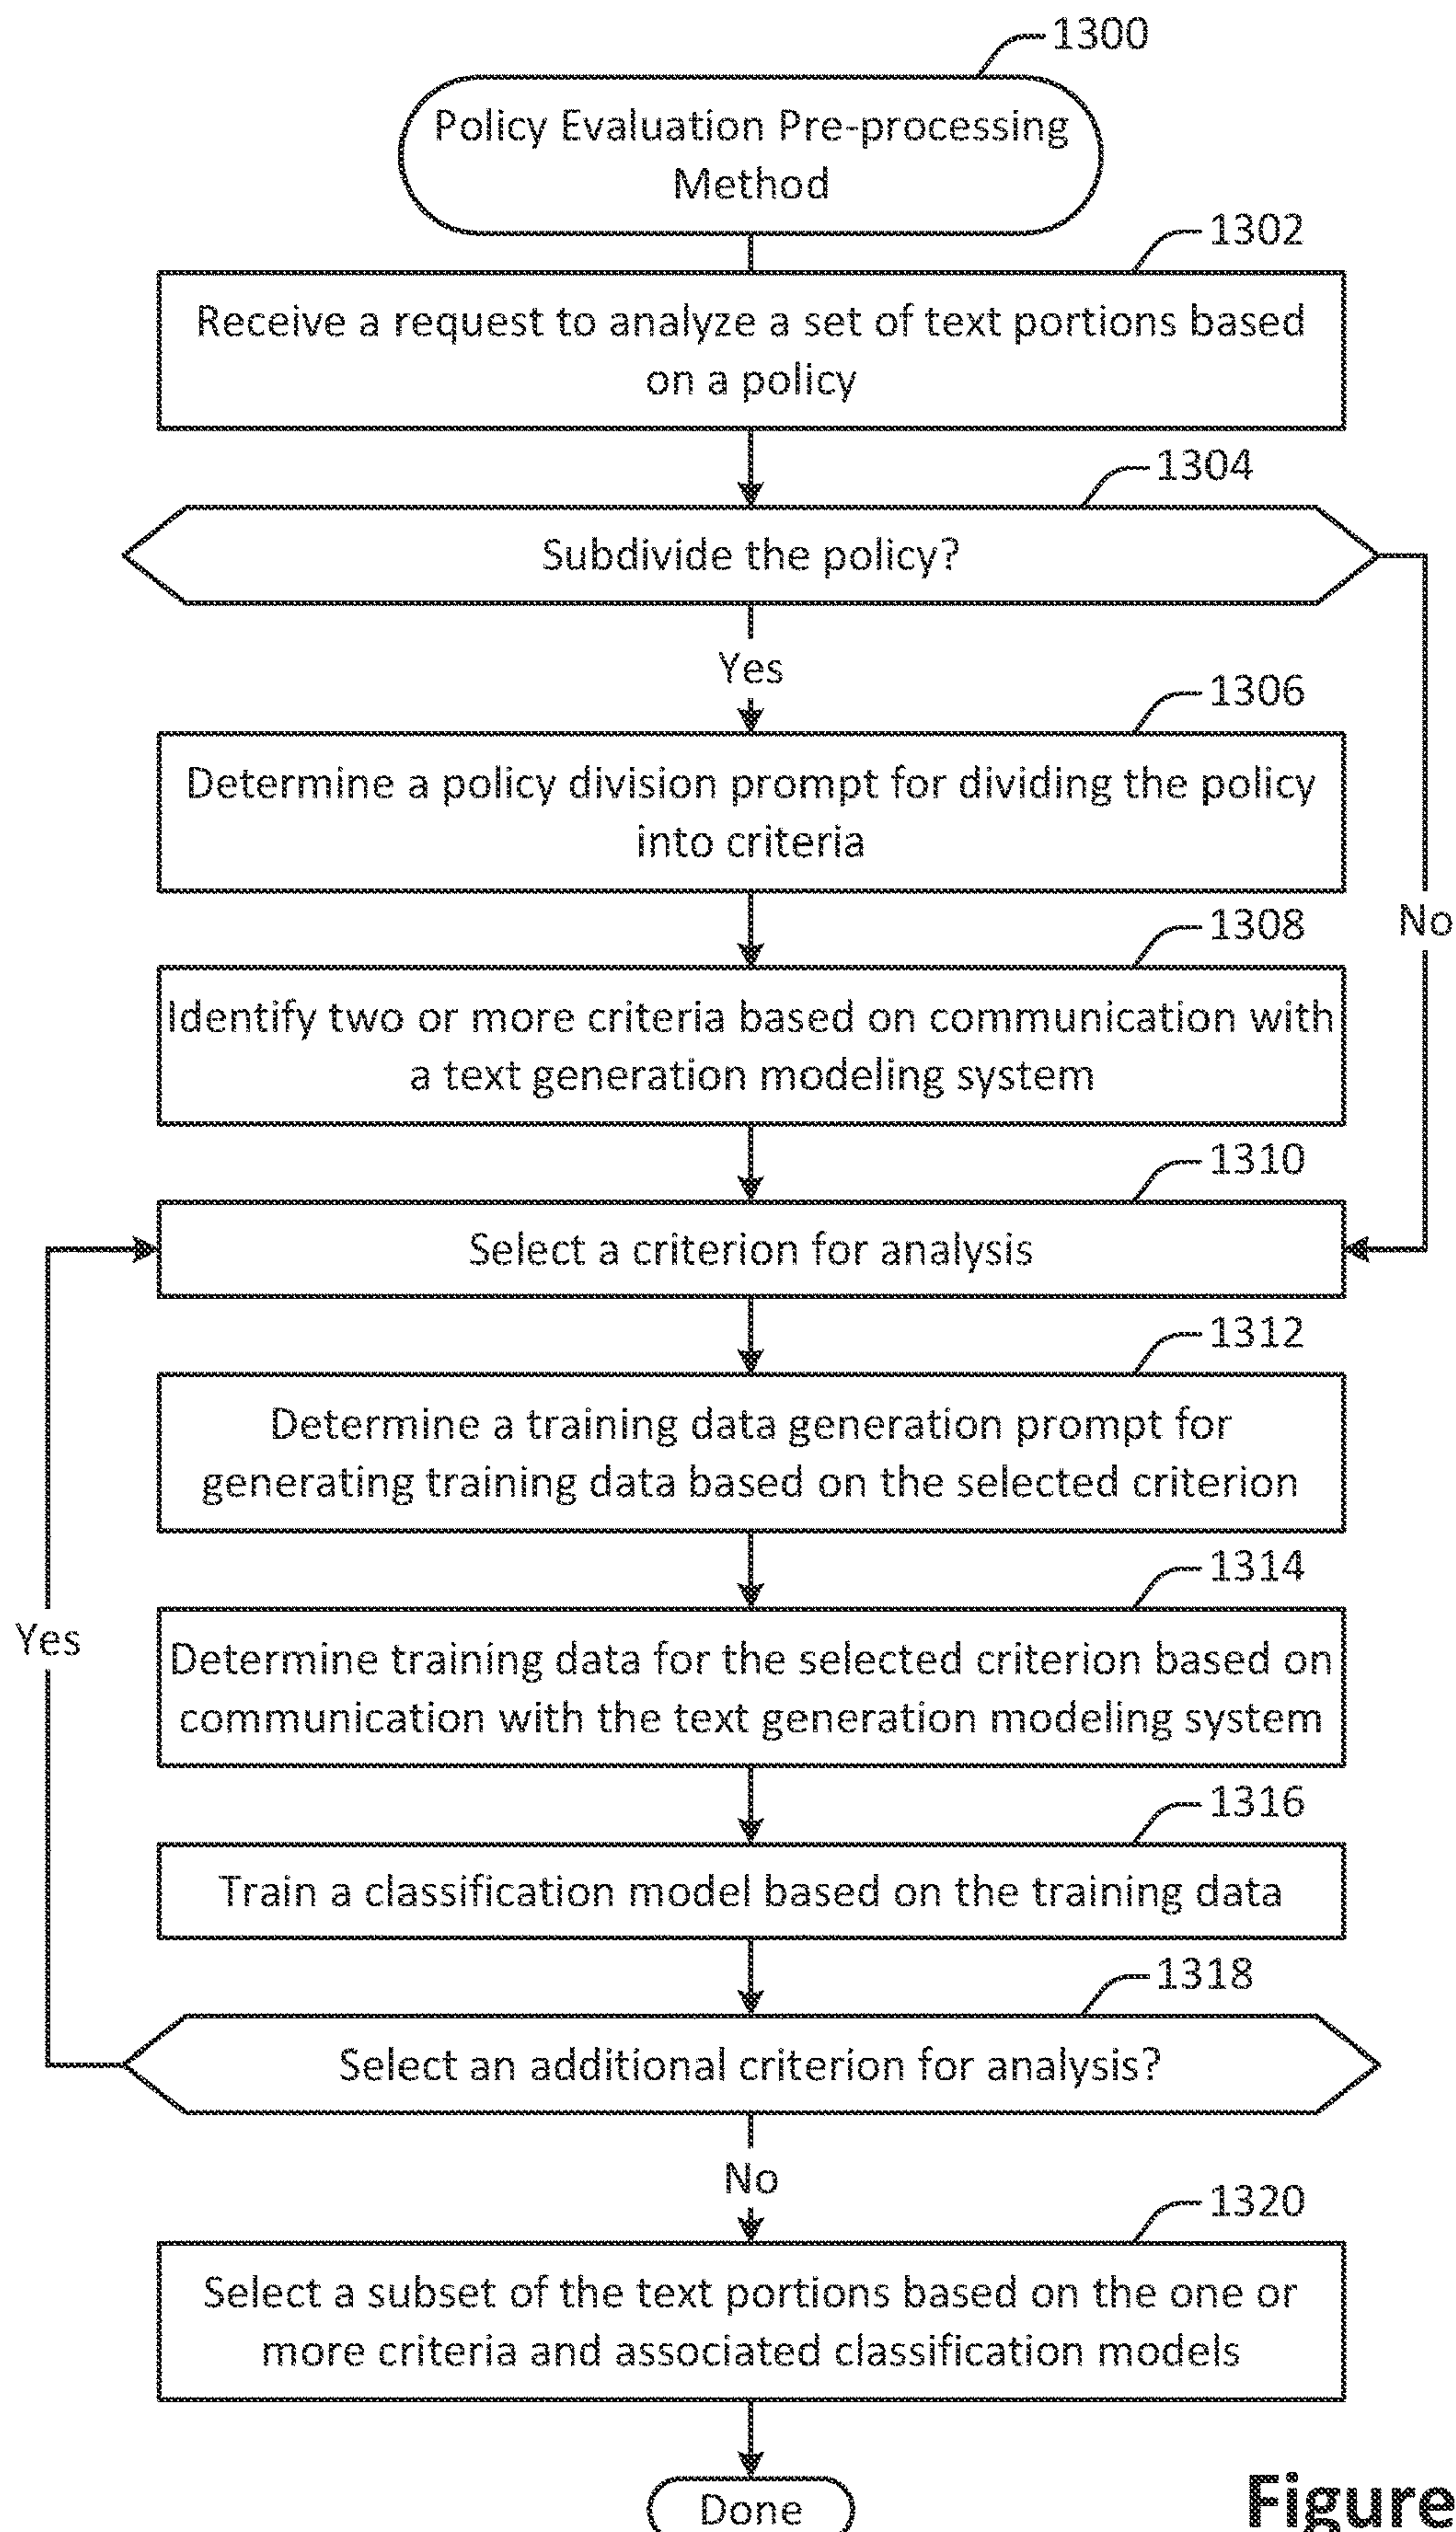 1300
Policy Evaluation Pre-processing
Method
1302
Receive a request to analyze a set of text portions based
on a policy
1304
Subdivide the policy?
Yes
1306
Determine a policy division prompt for dividing the policy
into criteria
No
1308
Identify two or more criteria based on communication with
a text generation modeling system
1310
Select a criterion for analysis
1312
Determine a training data generation prompt for
generating training data based on the selected criterion
1314
Yes
Determine training data for the selected criterion based on
communication with the text generation modeling system
1316
Train a classification model based on the training data
1318
Select an additional criterion for analysis?
No
1320
Select a subset of the text portions based on the one or
more criteria and associated classification models
Done
Figure